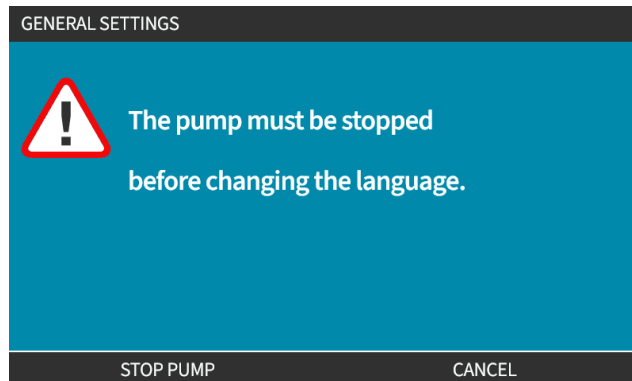 GENERAL SETTINGS
!
The pump must be stopped
before changing the language.
STOP PUMP CANCEL